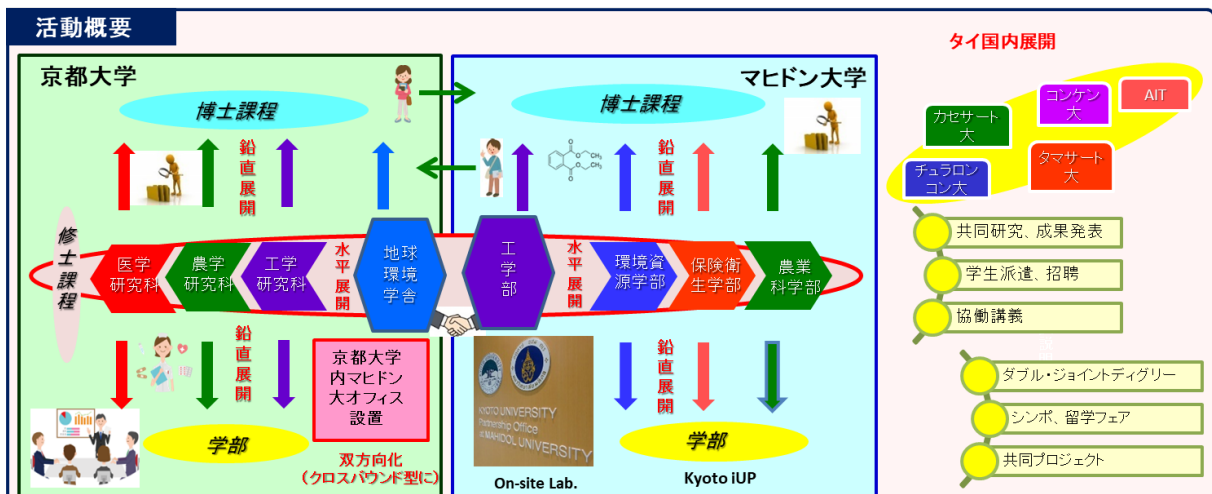 活動概要
京都大学
博士課程
鉛直展開
修士課程
医学
研究科
農学
研究科
工学
研究科
水平展開
地球
環境
学舎
鉛直展開
学部
京都大学
内マヒドン
大オフィス
設置
双方向化
(クロスバウンド型に)
マヒドン大学
博士課程
鉛直展開
工学部
水平展開
環境資
源学部
保険衛
生学部
農業
科学部
鉛直展開
学部
KYOTO UNIVERSITY
Partnership Office
in MAHIDOL UNIVERSITY
On-site Lab.
Kyoto iUP
タイ国内展開
カセサート
大
コンケン
大
AIT
チュラロン
コン大
タマサート
大
共同研究、成果発表
学生派遣、招聘
協働講義
ダブル・ジョイントディグリー
シンポ、留学フェア
共同プロジェクト